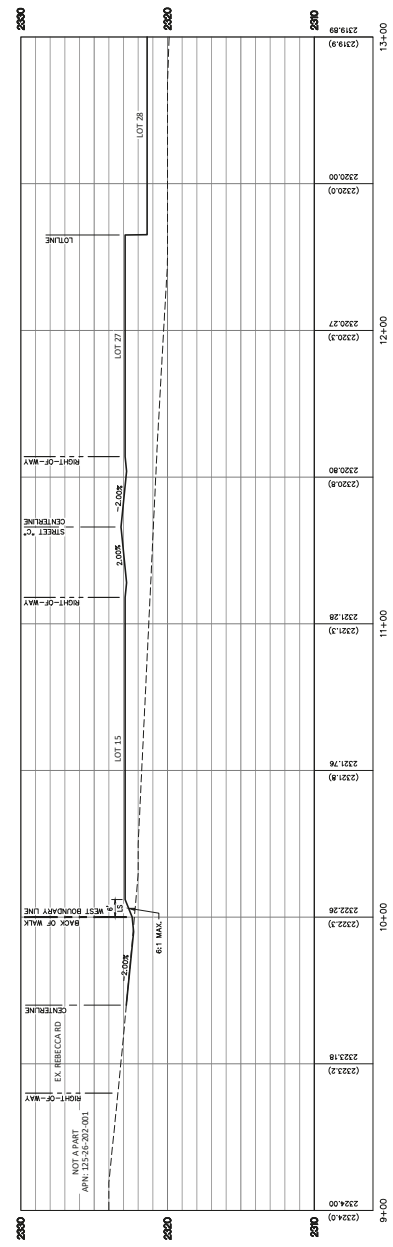 2330
2320
2310
NOT A PART
APN: 125-26-202-001
RIGHT-OF-WAY
EX. REBECCA RD
CENTERLINE
-2.00%
BACK OF WALK
WEST BOUNDARY LINE
6'
LS
6:1 MAX.
LOT 15
RIGHT-OF-WAY
2.00%
STREET "C"
CENTERLINE
-2.00%
RIGHT-OF-WAY
LOT 27
LOTLINE
LOT 28
2330
2320
2310
2324.00
(2324.0)
9+00
2323.18
(2323.2)
2322.26
(2322.3)
10+00
2321.76
(2321.8)
2321.28
(2321.3)
11+00
2320.80
(2320.8)
2320.27
(2320.3)
12+00
2320.00
(2320.0)
2319.89
(2319.9)
13+00